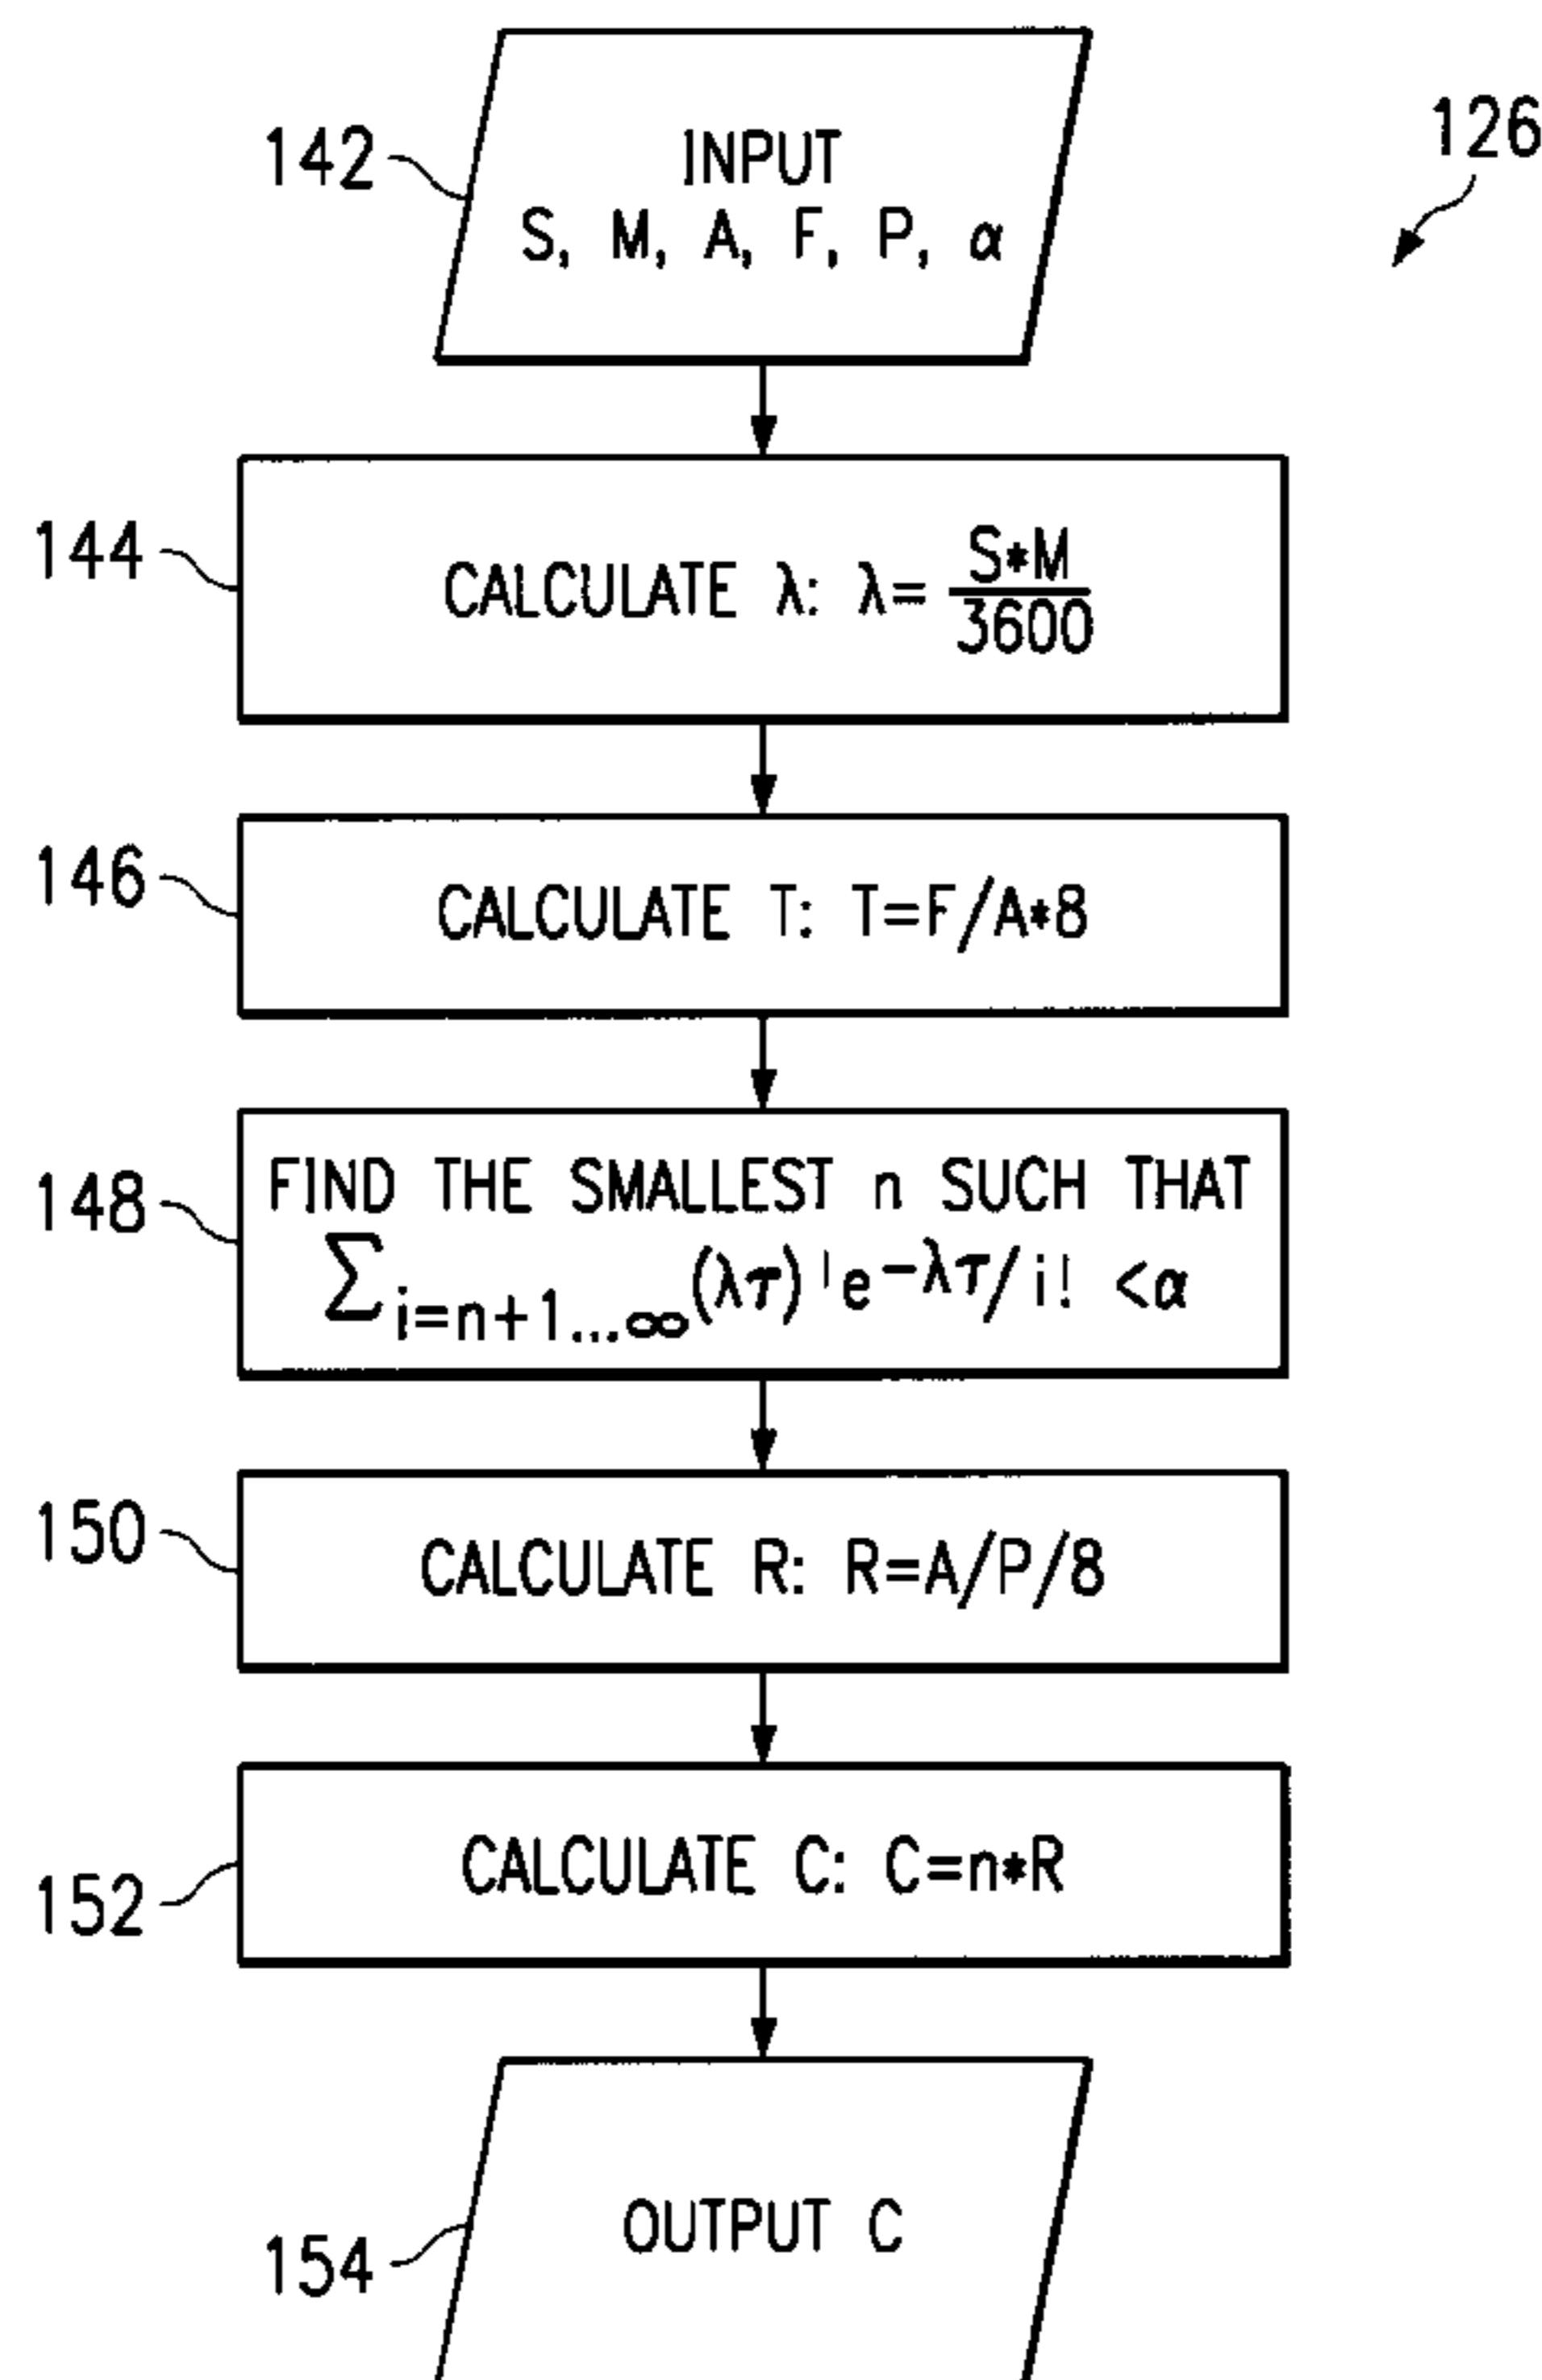 142
INPUT
S, M, A, F, P, α
126
144
CALCULATE λ: λ= S*M
3600
146
CALCULATE T: T=F/A*8
148
FIND THE SMALLEST n SUCH THAT
∑i=n+1...∞(λτ)ⁱe⁻λτ/i! <α
150
CALCULATE R: R=A/P/8
152
CALCULATE C: C=n*R
154
OUTPUT C